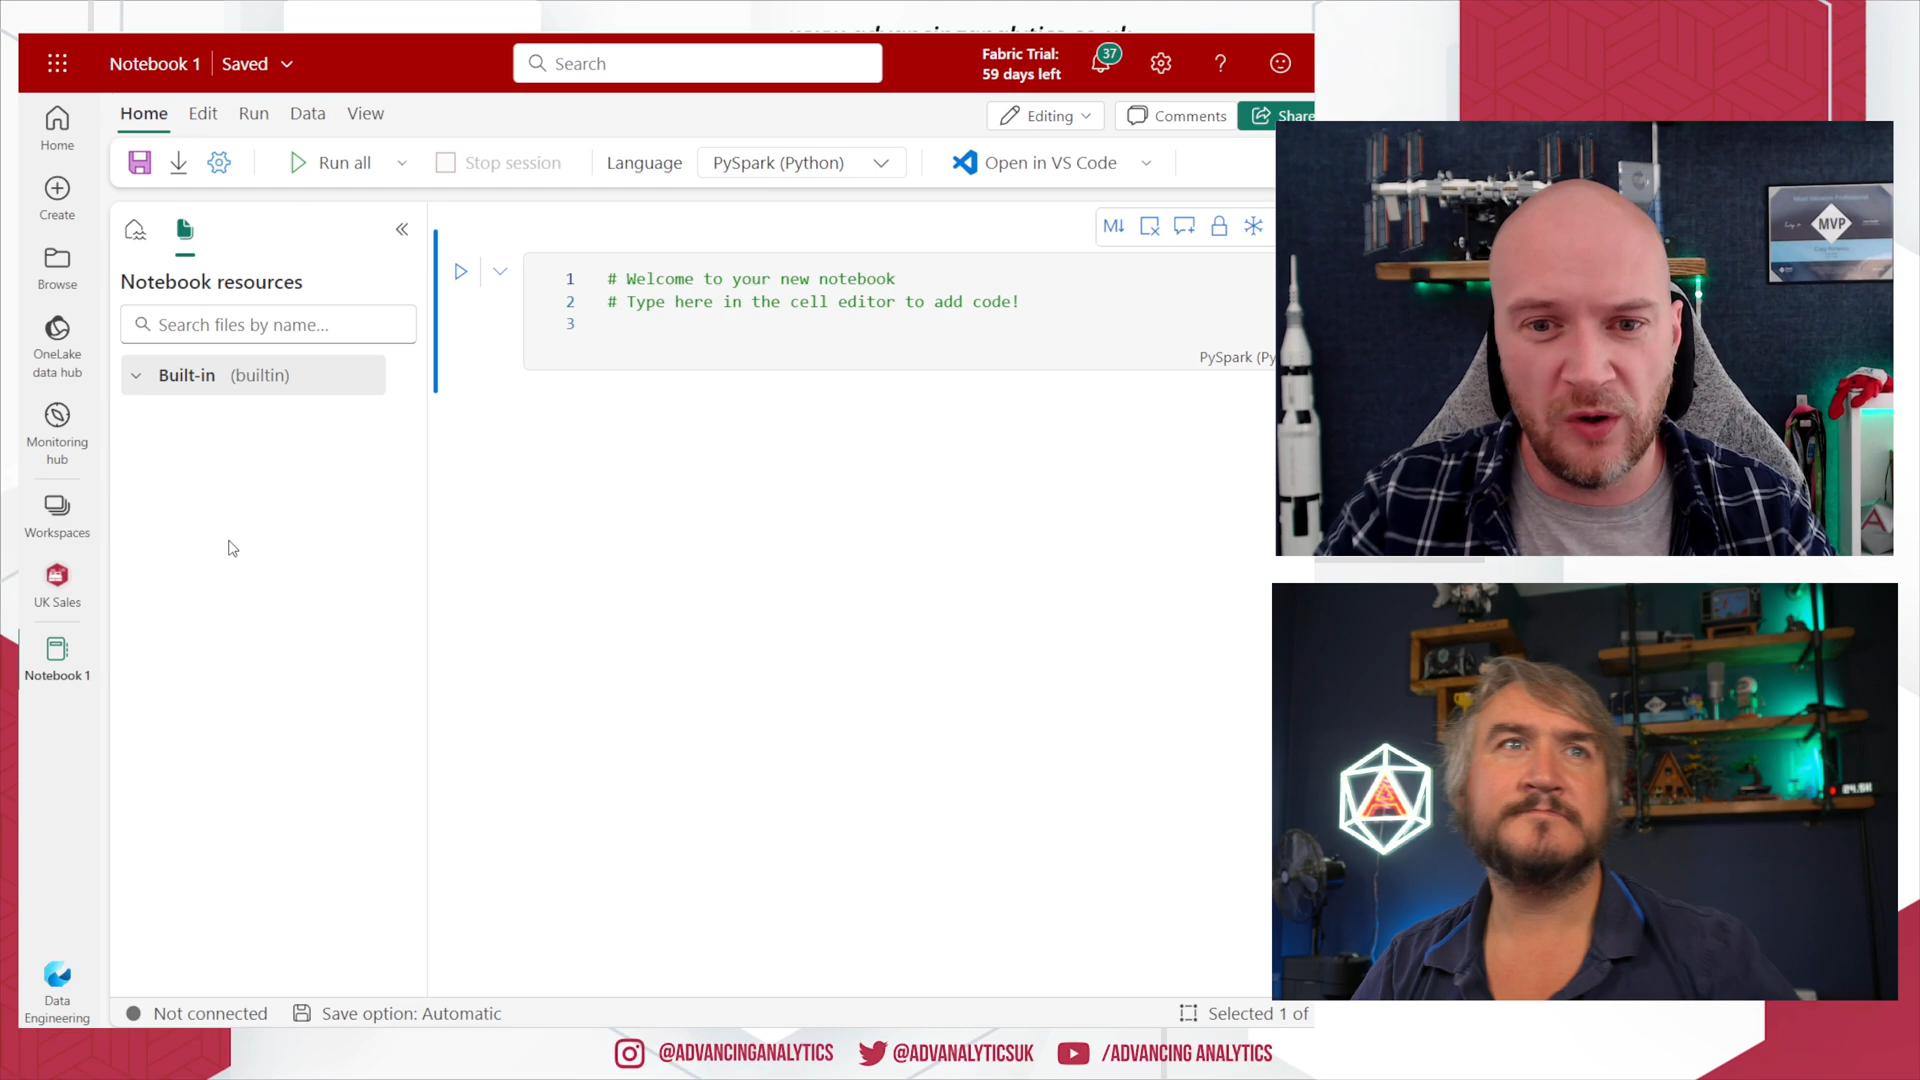 Notebook 1
Saved
Search
Fabric Trial:
59 days left
37
?
Home
Edit
Run
Data
View
Editing
Comments
Share
Run all
Stop session
Language
PySpark (Python)
Open in VS Code
Home
Create
Browse
OneLake
data hub
Monitoring
hub
Workspaces
UK Sales
Notebook 1
Data
Engineering
Notebook resources
Search files by name...
Built-in (builtin)
M↓
1 # Welcome to your new notebook
2 # Type here in the cell editor to add code!
3
PySpark (Py
MVP
Not connected
Save option: Automatic
Selected 1 of
@ADVANCINGANALYTICS
@ADVANALYTICSUK
/ADVANCING ANALYTICS